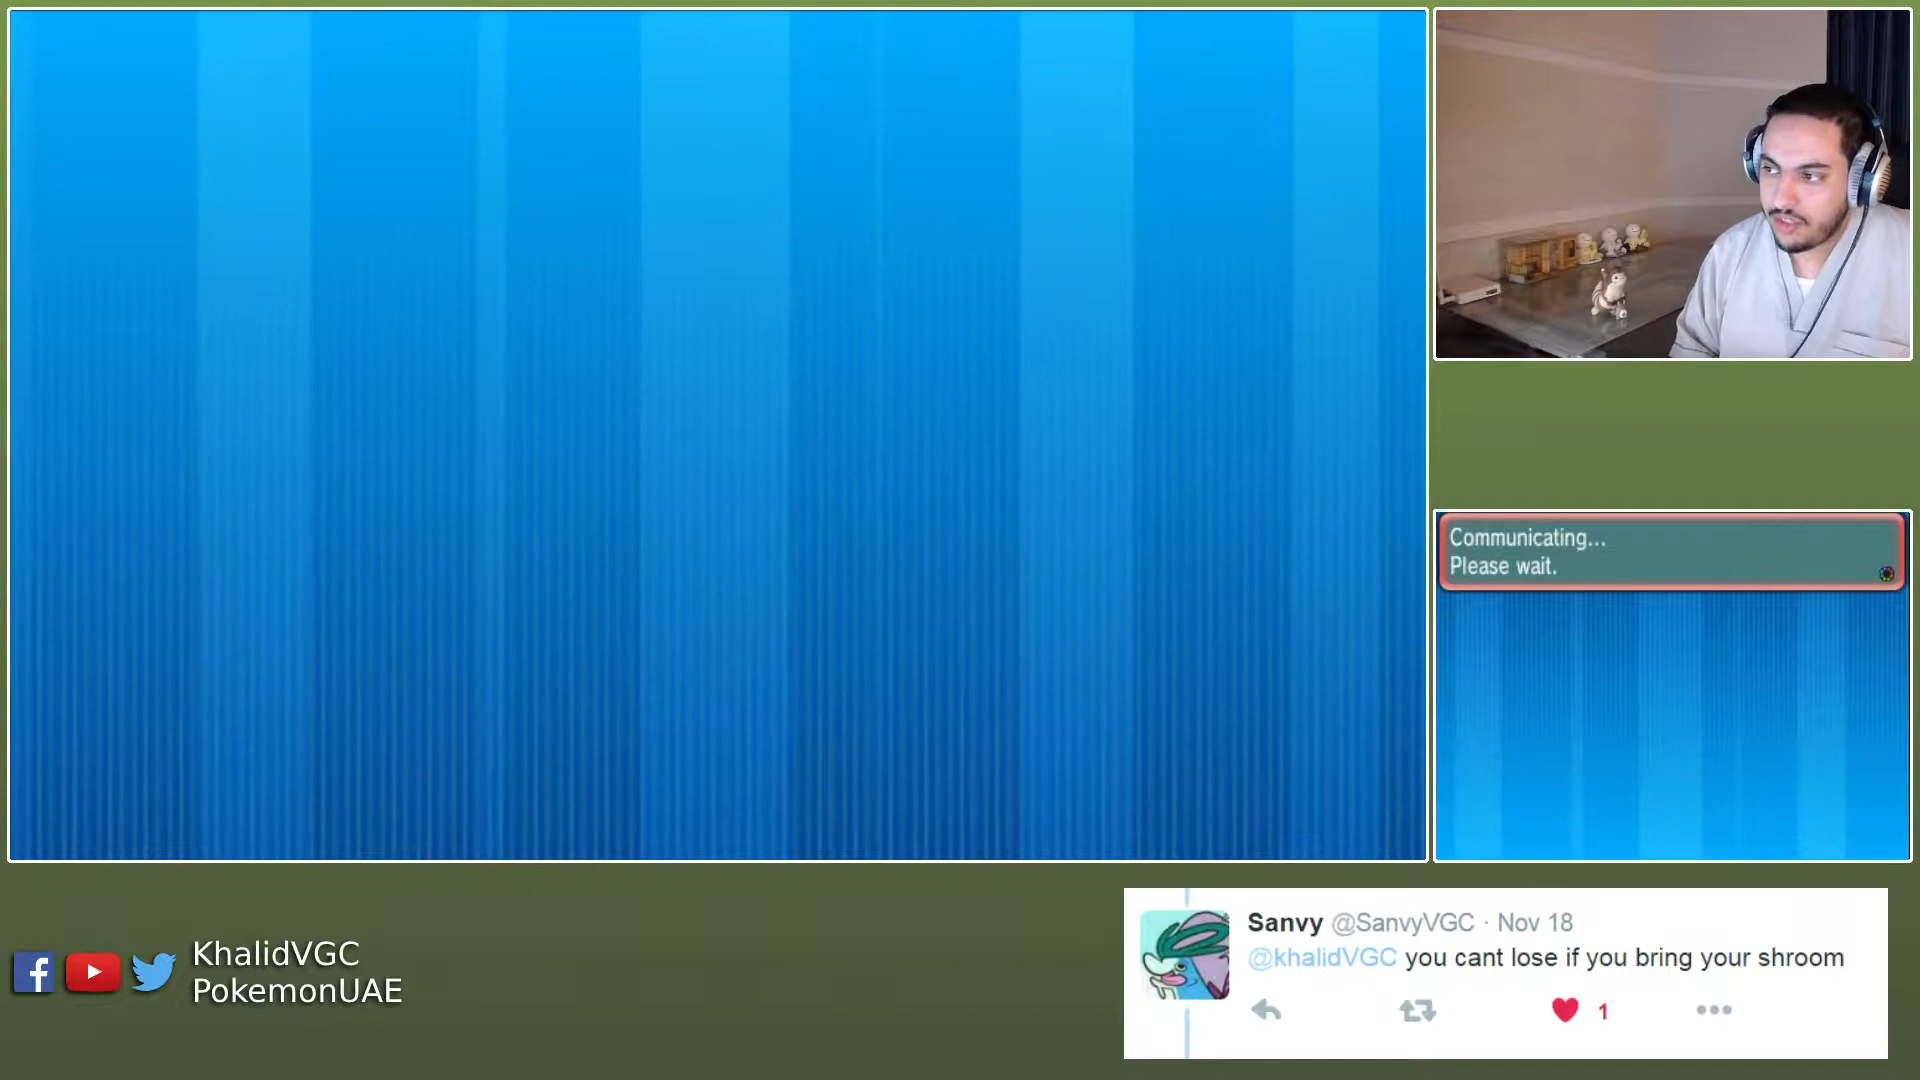 Communicating...
Please wait.
Sanvy @SanvyVGC · Nov 18
@khalidVGC you cant lose if you bring your shroom
1
KhalidVGC
PokemonUAE